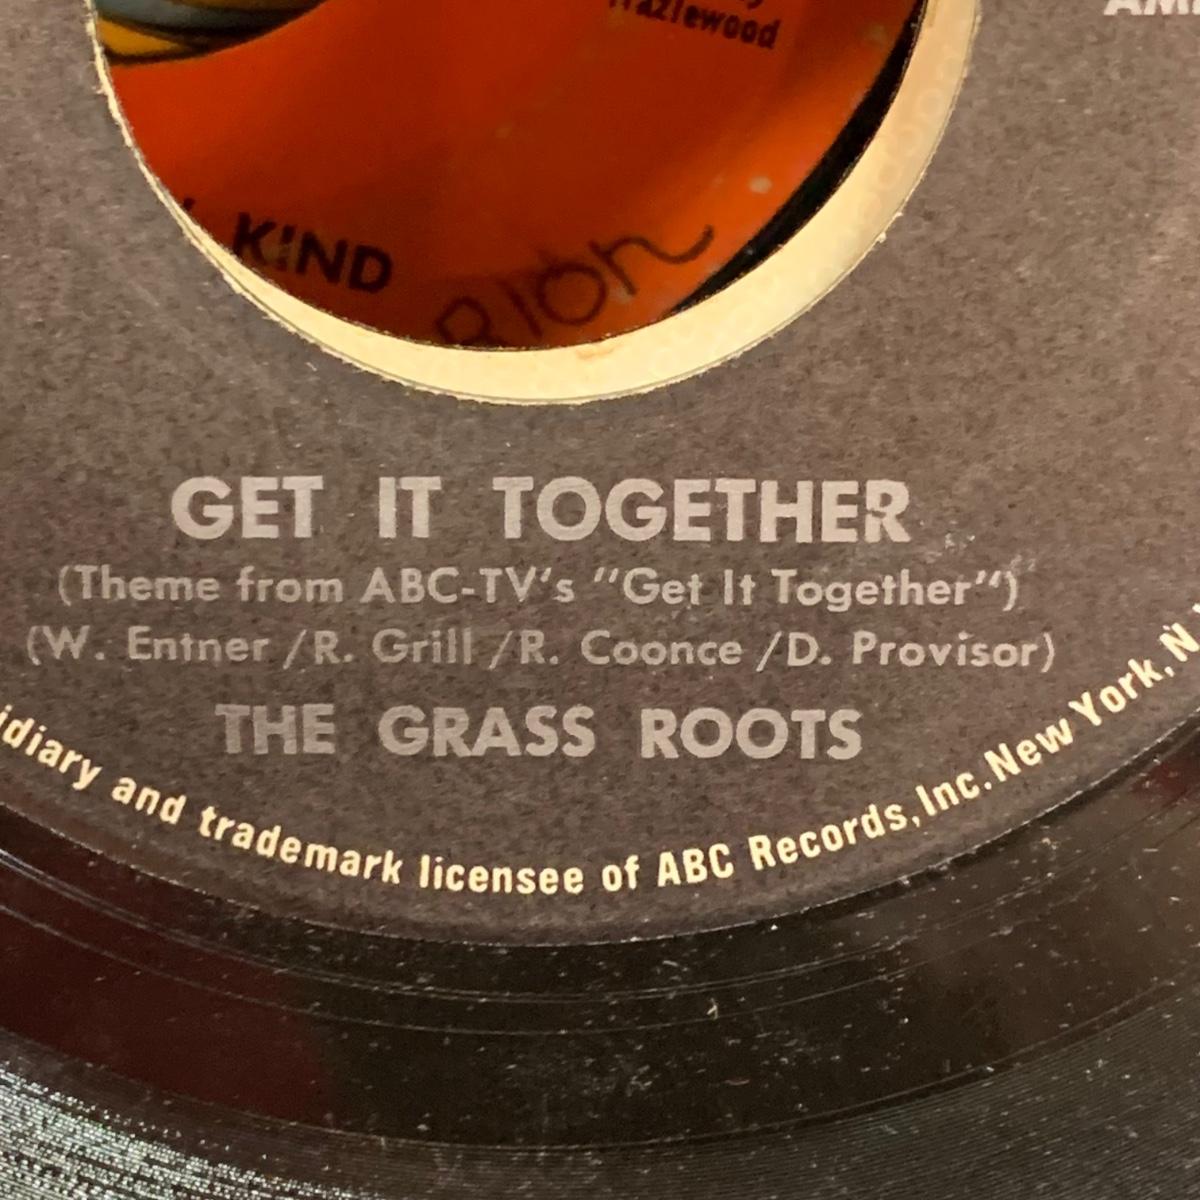 Hazlewood
KIND
GET IT TOGETHER
(Theme from ABC-TV's "Get It Together")
(W. Entner /R. Grill /R. Coonce /D. Provisor)
THE GRASS ROOTS
idiary and trademark licensee of ABC Records, Inc. New York, N.